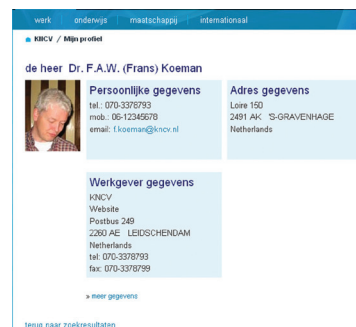 werk onderwijs maatschappij internationaal
KNCV / Mijn profiel
de heer Dr. F.A.W. (Frans) Koeman
Persoonlijke gegevens
tel.: 070-3378793
mob.: 06-12345678
email: f.koeman@kncv.nl
Adres gegevens
Loire 150
2491 AK 'S-GRAVENHAGE
Netherlands
Werkgever gegevens
KNCV
Website
Postbus 249
2260 AE LEIDSCHENDAM
Netherlands
tel: 070-3378793
fax: 070-3378799
» meer gegevens
terug naar zoekresultaten